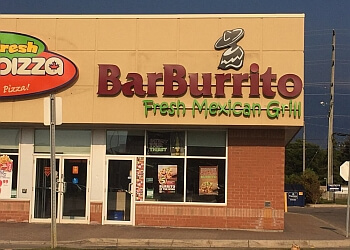 Fresh
Pizza
Pizza!
BarBurrito
Fresh Mexican Grill